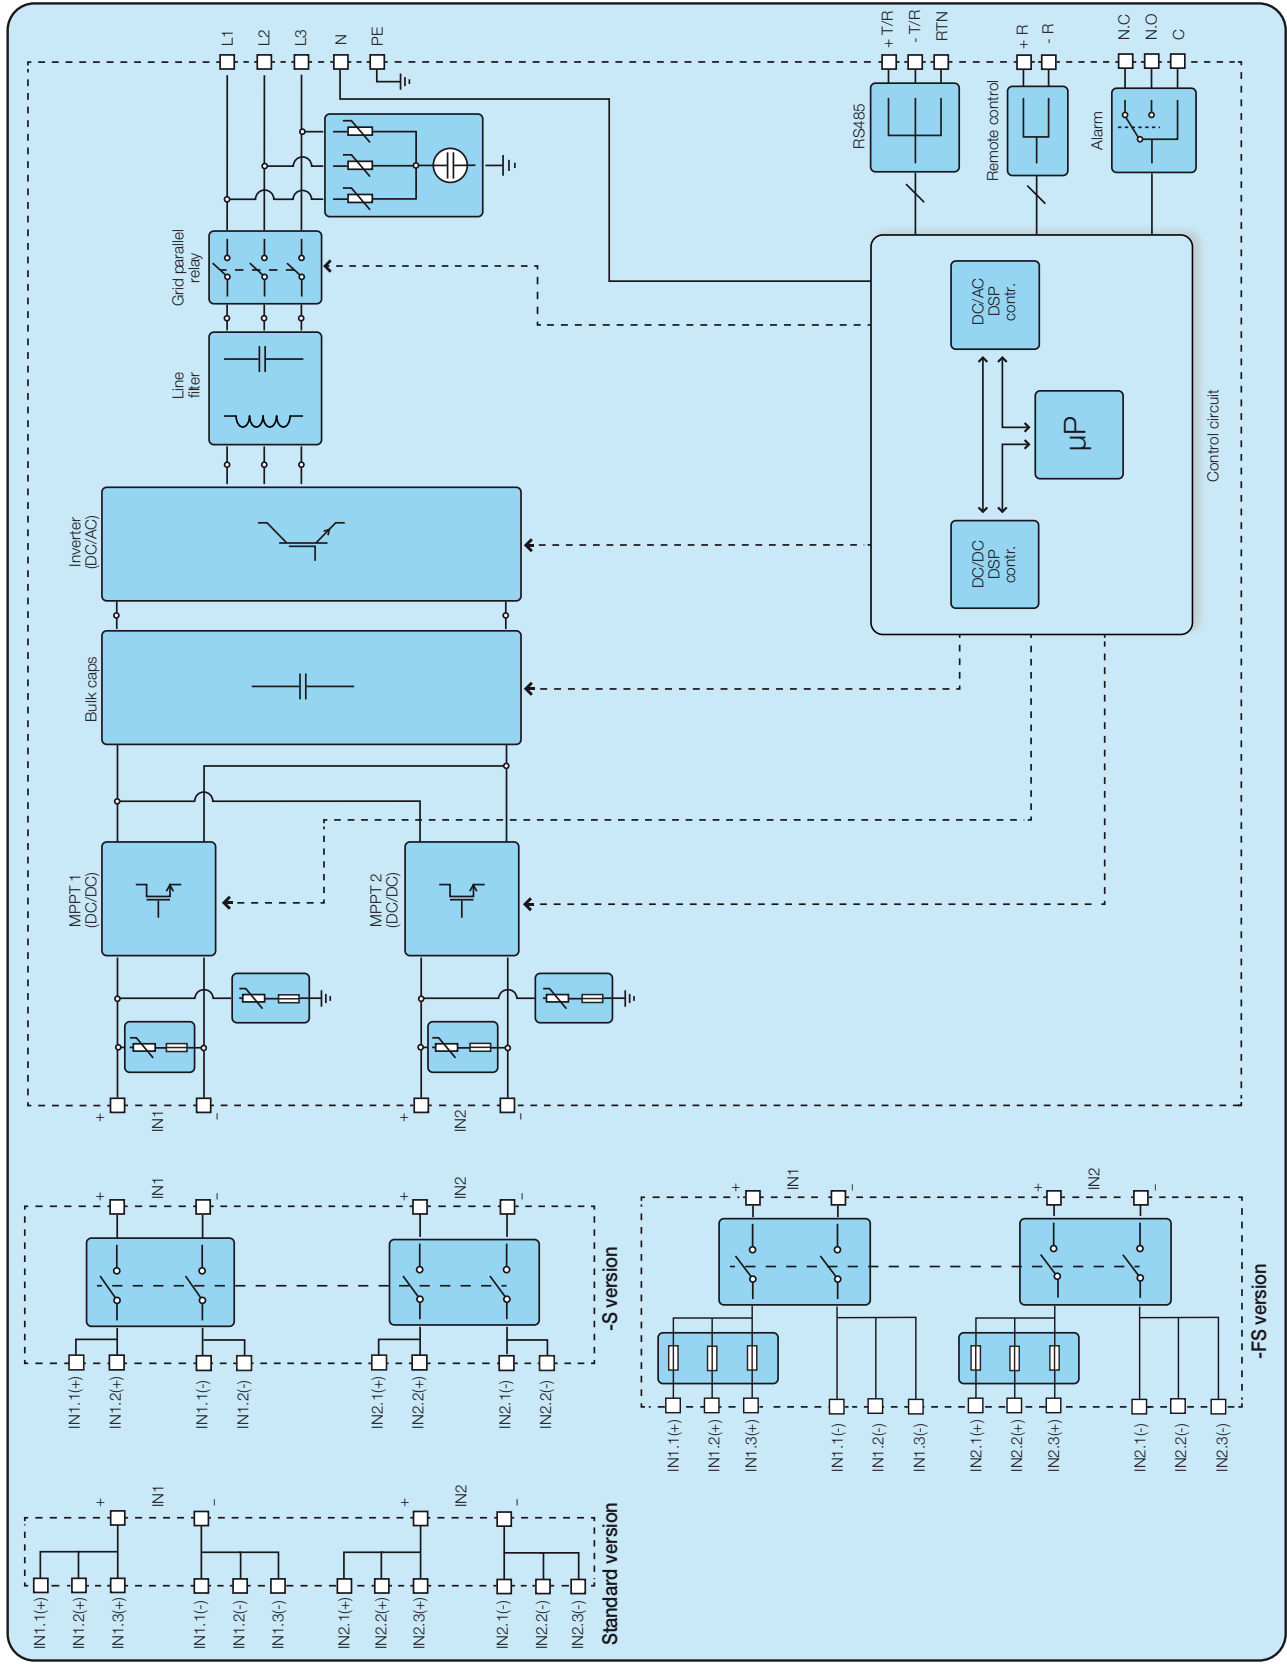 Standard version
IN1.1(+)
IN1.2(+)
IN1.3(+)
IN1.1(-)
IN1.2(-)
IN1.3(-)
IN2.1(+)
IN2.2(+)
IN2.3(+)
IN2.1(-)
IN2.2(-)
IN2.3(-)
+
IN1
–
+
IN2
–
-S version
IN1.1(+)
IN1.2(+)
IN1.1(-)
IN1.2(-)
IN2.1(+)
IN2.2(+)
IN2.1(-)
IN2.2(-)
+
IN1
–
+
IN2
–
-FS version
IN1.1(+)
IN1.2(+)
IN1.3(+)
IN1.1(-)
IN1.2(-)
IN1.3(-)
IN2.1(+)
IN2.2(+)
IN2.3(+)
IN2.1(-)
IN2.2(-)
IN2.3(-)
+
IN1
–
+
IN2
–
+
IN1
–
+
IN2
–
MPPT 1
(DC/DC)
MPPT 2
(DC/DC)
Bulk caps
Inverter
(DC/AC)
Line
filter
Grid parallel
relay
L1
L2
L3
N
PE
RS485
+ T/R
- T/R
RTN
Remote control
+ R
- R
Alarm
N.C
N.O
C
Control circuit
DC/DC
DSP
contr.
µP
DC/AC
DSP
contr.